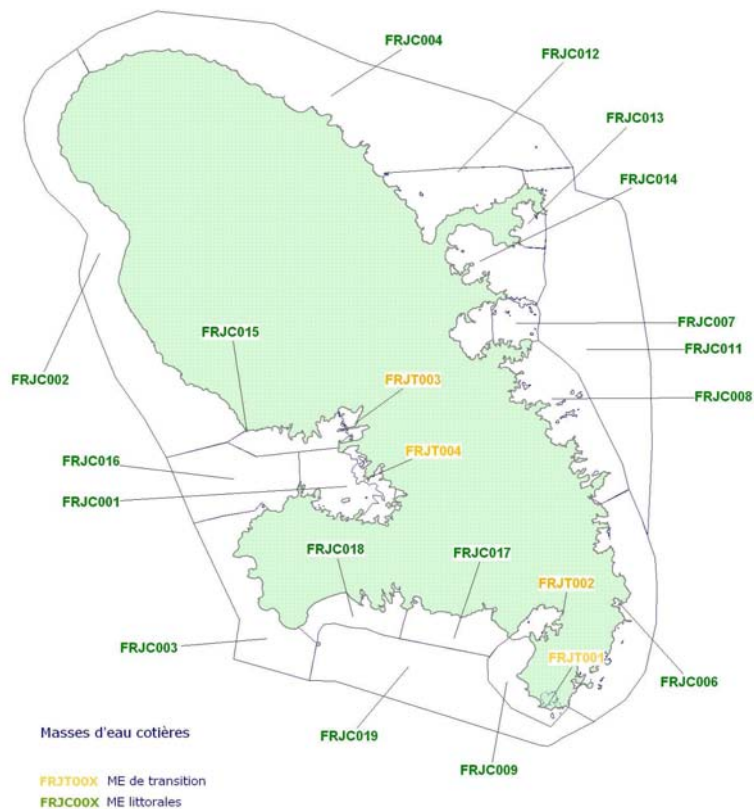 FRJC004
FRJC012
FRJC013
FRJC014
FRJC007
FRJC015
FRJC011
FRJC002
FRJT003
FRJC008
FRJT004
FRJC016
FRJC001
FRJC018
FRJC017
FRJT002
FRJC003
FRJT001
FRJC006
FRJC019
FRJC009
Masses d'eau cotières
FRJT00X ME de transition
FRJC00X ME littorales